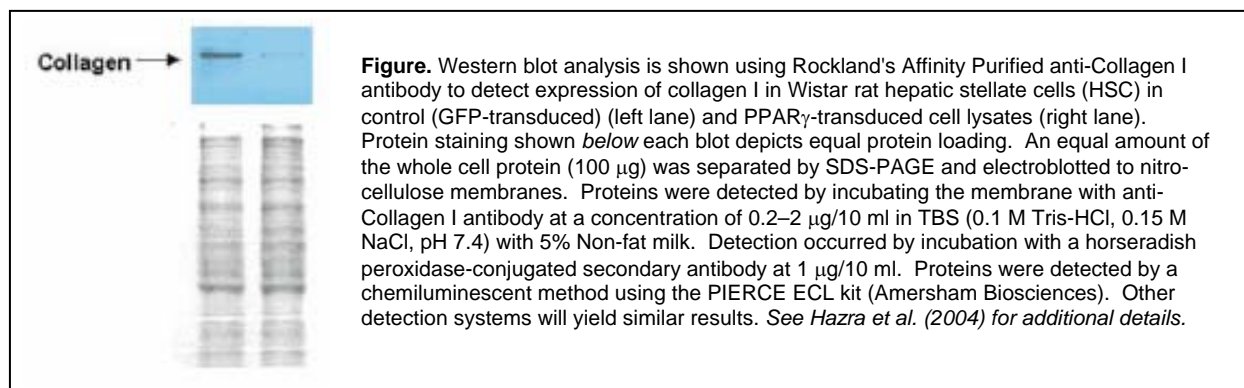 Collagen
Figure. Western blot analysis is shown using Rockland's Affinity Purified anti-Collagen I
antibody to detect expression of collagen I in Wistar rat hepatic stellate cells (HSC) in
control (GFP-transduced) (left lane) and PPARγ-transduced cell lysates (right lane).
Protein staining shown below each blot depicts equal protein loading. An equal amount of
the whole cell protein (100 μg) was separated by SDS-PAGE and electroblotted to nitro-
cellulose membranes. Proteins were detected by incubating the membrane with anti-
Collagen I antibody at a concentration of 0.2–2 μg/10 ml in TBS (0.1 M Tris-HCl, 0.15 M
NaCl, pH 7.4) with 5% Non-fat milk. Detection occurred by incubation with a horseradish
peroxidase-conjugated secondary antibody at 1 μg/10 ml. Proteins were detected by a
chemiluminescent method using the PIERCE ECL kit (Amersham Biosciences). Other
detection systems will yield similar results. See Hazra et al. (2004) for additional details.